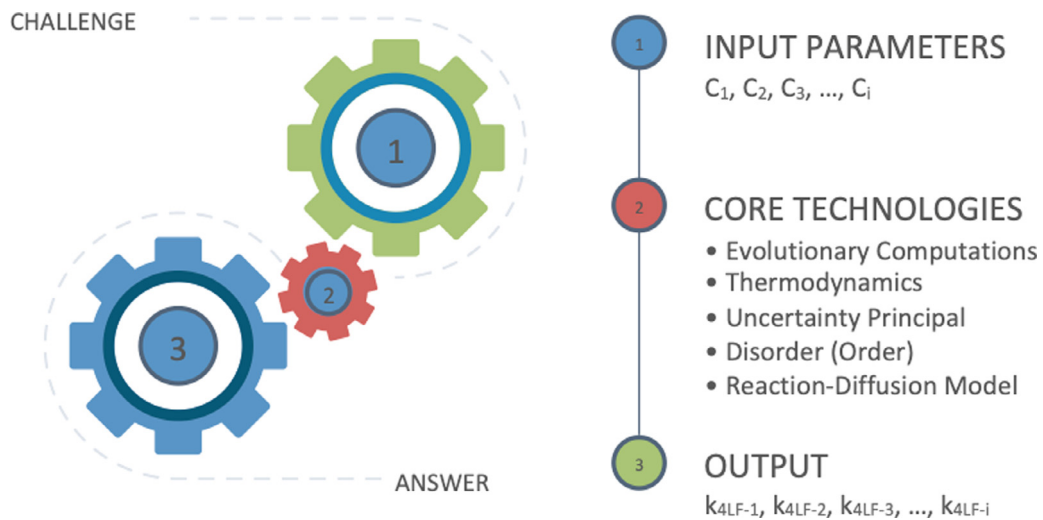 CHALLENGE
1
2
3
ANSWER
1
INPUT PARAMETERS
C₁, C₂, C₃, ..., Cᵢ
2
CORE TECHNOLOGIES
• Evolutionary Computations
• Thermodynamics
• Uncertainty Principal
• Disorder (Order)
• Reaction-Diffusion Model
3
OUTPUT
k4LF-1, k4LF-2, k4LF-3, ..., k4LF-i